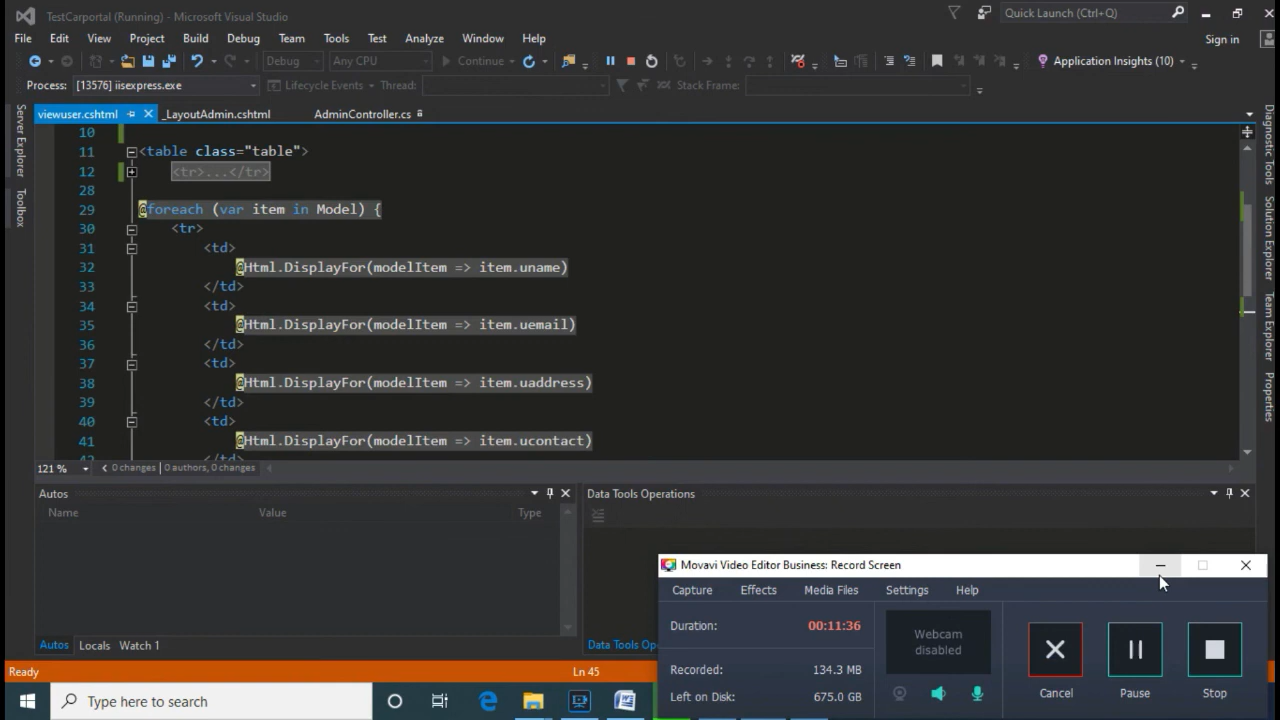 TestCarportal (Running) - Microsoft Visual Studio
Quick Launch (Ctrl+Q)
File Edit View Project Build Debug Team Tools Test Analyze Window Help
Sign in
Debug Any CPU Continue Application Insights (10)
Process: [13576] iisexpress.exe Lifecycle Events Thread: Stack Frame:
viewuser.cshtml _LayoutAdmin.cshtml AdminController.cs
Server Explorer
Toolbox
10
11 <table class="table">
12 <tr>...</tr>
28
29 @foreach (var item in Model) {
30 <tr>
31 <td>
32 @Html.DisplayFor(modelItem => item.uname)
33 </td>
34 <td>
35 @Html.DisplayFor(modelItem => item.uemail)
36 </td>
37 <td>
38 @Html.DisplayFor(modelItem => item.uaddress)
39 </td>
40 <td>
41 @Html.DisplayFor(modelItem => item.ucontact)
42 </td>
Diagnostic Tools
Solution Explorer
Team Explorer
Properties
121 % 0 changes | 0 authors, 0 changes
Autos
Name Value Type
Data Tools Operations
Autos Locals Watch 1
Data Tools Op
Ready Ln 45
Movavi Video Editor Business: Record Screen
Capture Effects Media Files Settings Help
Duration: 00:11:36
Recorded: 134.3 MB
Left on Disk: 675.0 GB
Webcam
disabled
Cancel Pause Stop
Type here to search